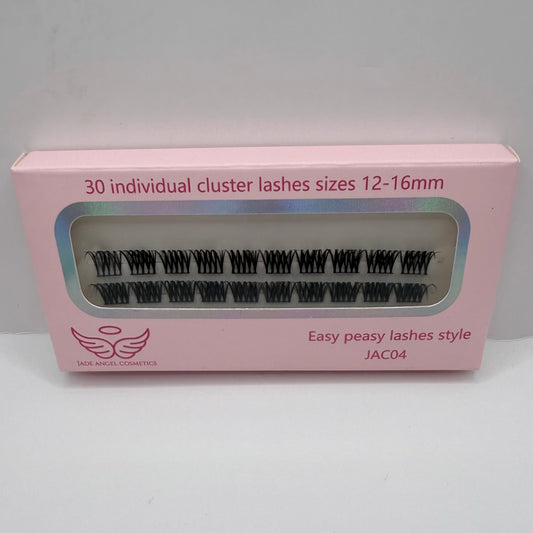 30 individual cluster lashes sizes 12-16mm
Easy peasy lashes style
JAC04
JADE ANGEL COSMETICS